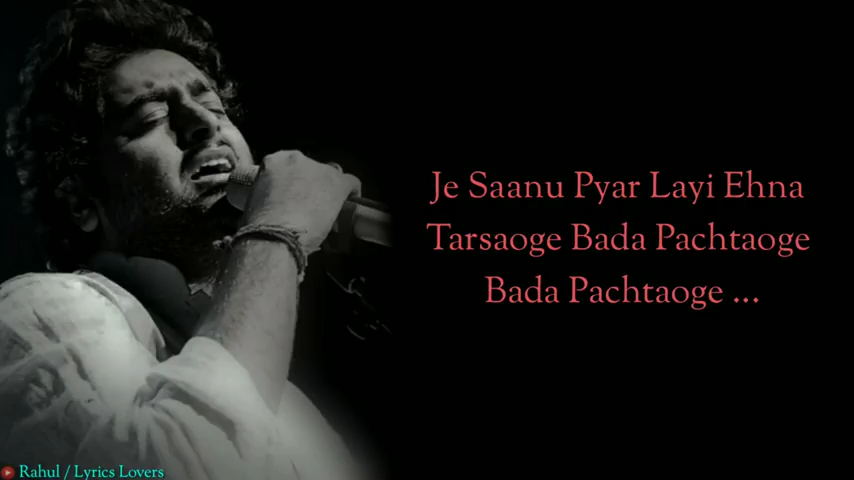 Je Saanu Pyar Layi Ehna
Tarsaoge Bada Pachtaoge
Bada Pachtaoge ...
Rahul / Lyrics Lovers